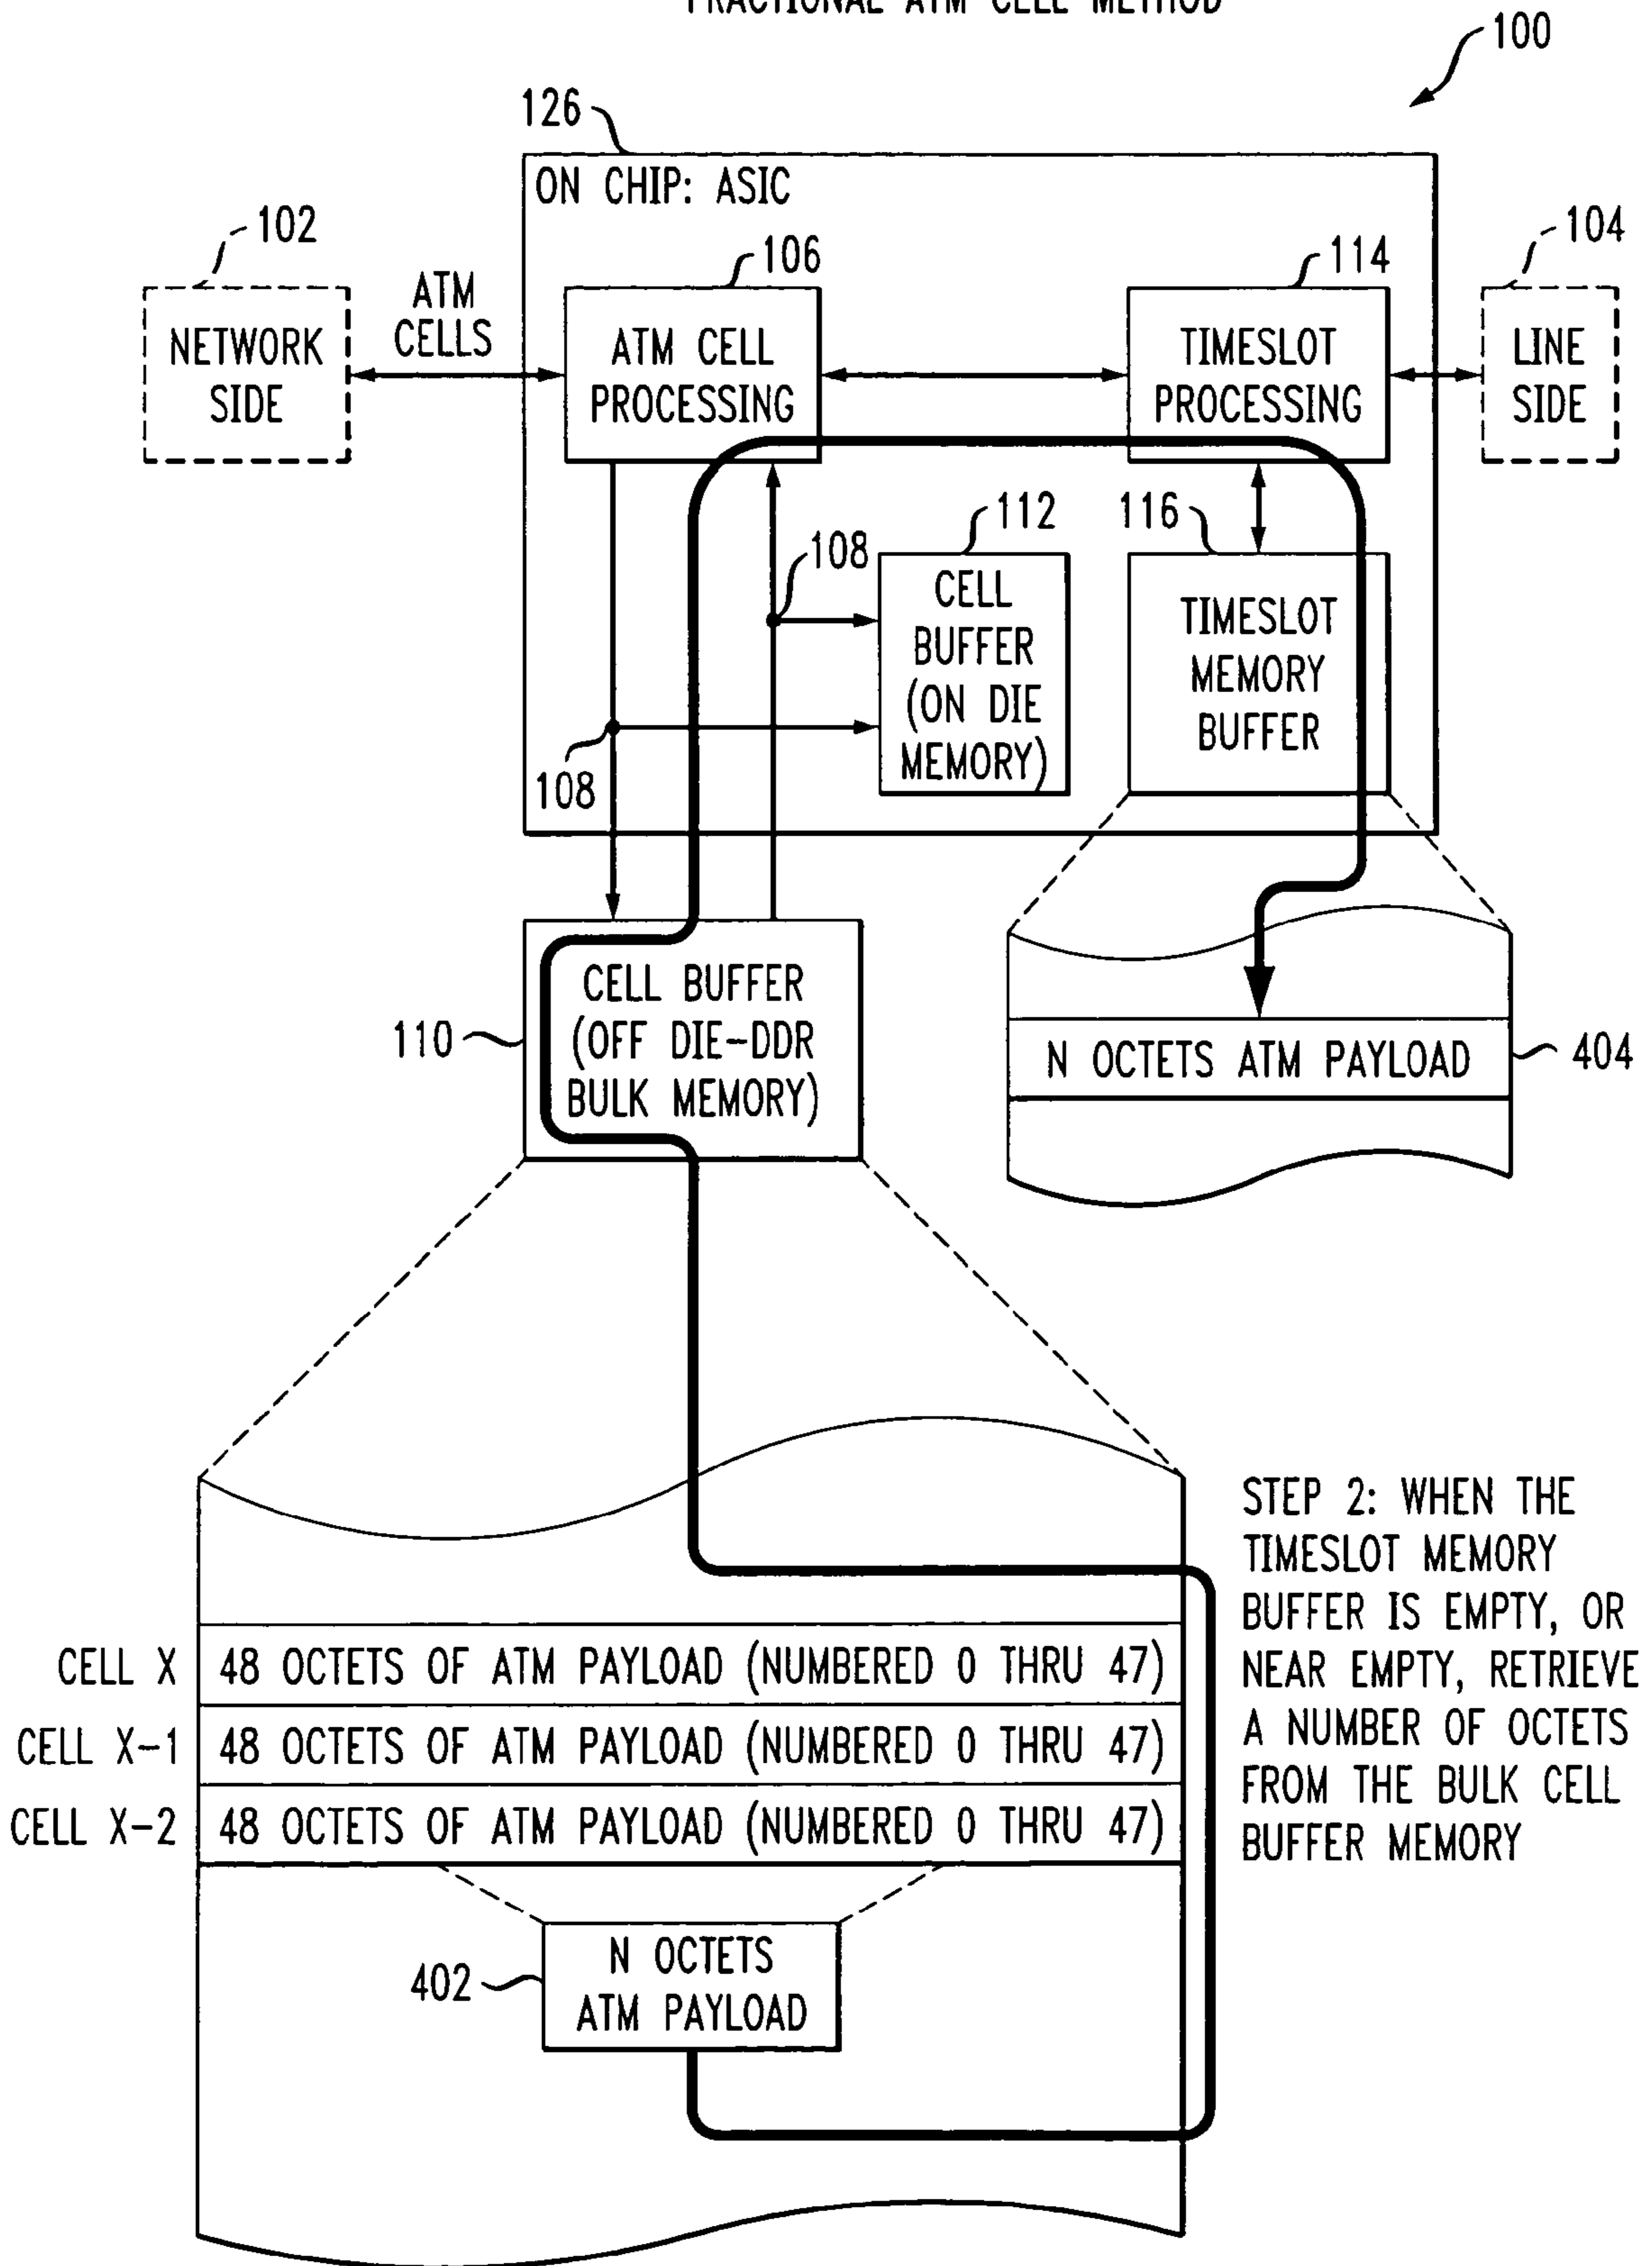 FRACTIONAL ATM CELL METHOD
100
126
ON CHIP: ASIC
102
106
114
104
NETWORK
SIDE
ATM
CELLS
ATM CELL
PROCESSING
TIMESLOT
PROCESSING
LINE
SIDE
108
112
116
CELL
BUFFER
(ON DIE
MEMORY)
TIMESLOT
MEMORY
BUFFER
108
110
CELL BUFFER
(OFF DIE-DDR
BULK MEMORY)
N OCTETS ATM PAYLOAD
404
STEP 2: WHEN THE
TIMESLOT MEMORY
BUFFER IS EMPTY, OR
NEAR EMPTY, RETRIEVE
A NUMBER OF OCTETS
FROM THE BULK CELL
BUFFER MEMORY
CELL X 48 OCTETS OF ATM PAYLOAD (NUMBERED 0 THRU 47)
CELL X-1 48 OCTETS OF ATM PAYLOAD (NUMBERED 0 THRU 47)
CELL X-2 48 OCTETS OF ATM PAYLOAD (NUMBERED 0 THRU 47)
402
N OCTETS
ATM PAYLOAD